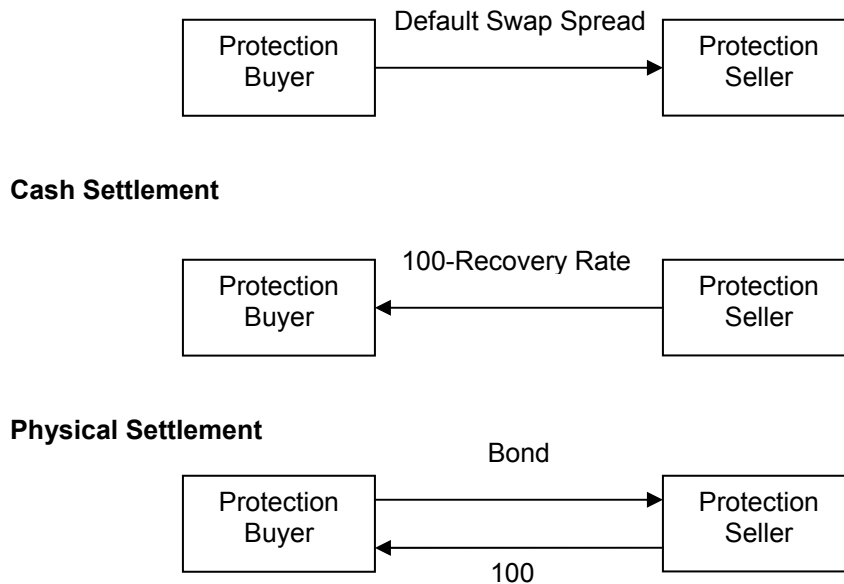 Default Swap Spread
Protection
Buyer
Protection
Seller
Cash Settlement
100-Recovery Rate
Protection
Buyer
Protection
Seller
Physical Settlement
Bond
Protection
Buyer
Protection
Seller
100